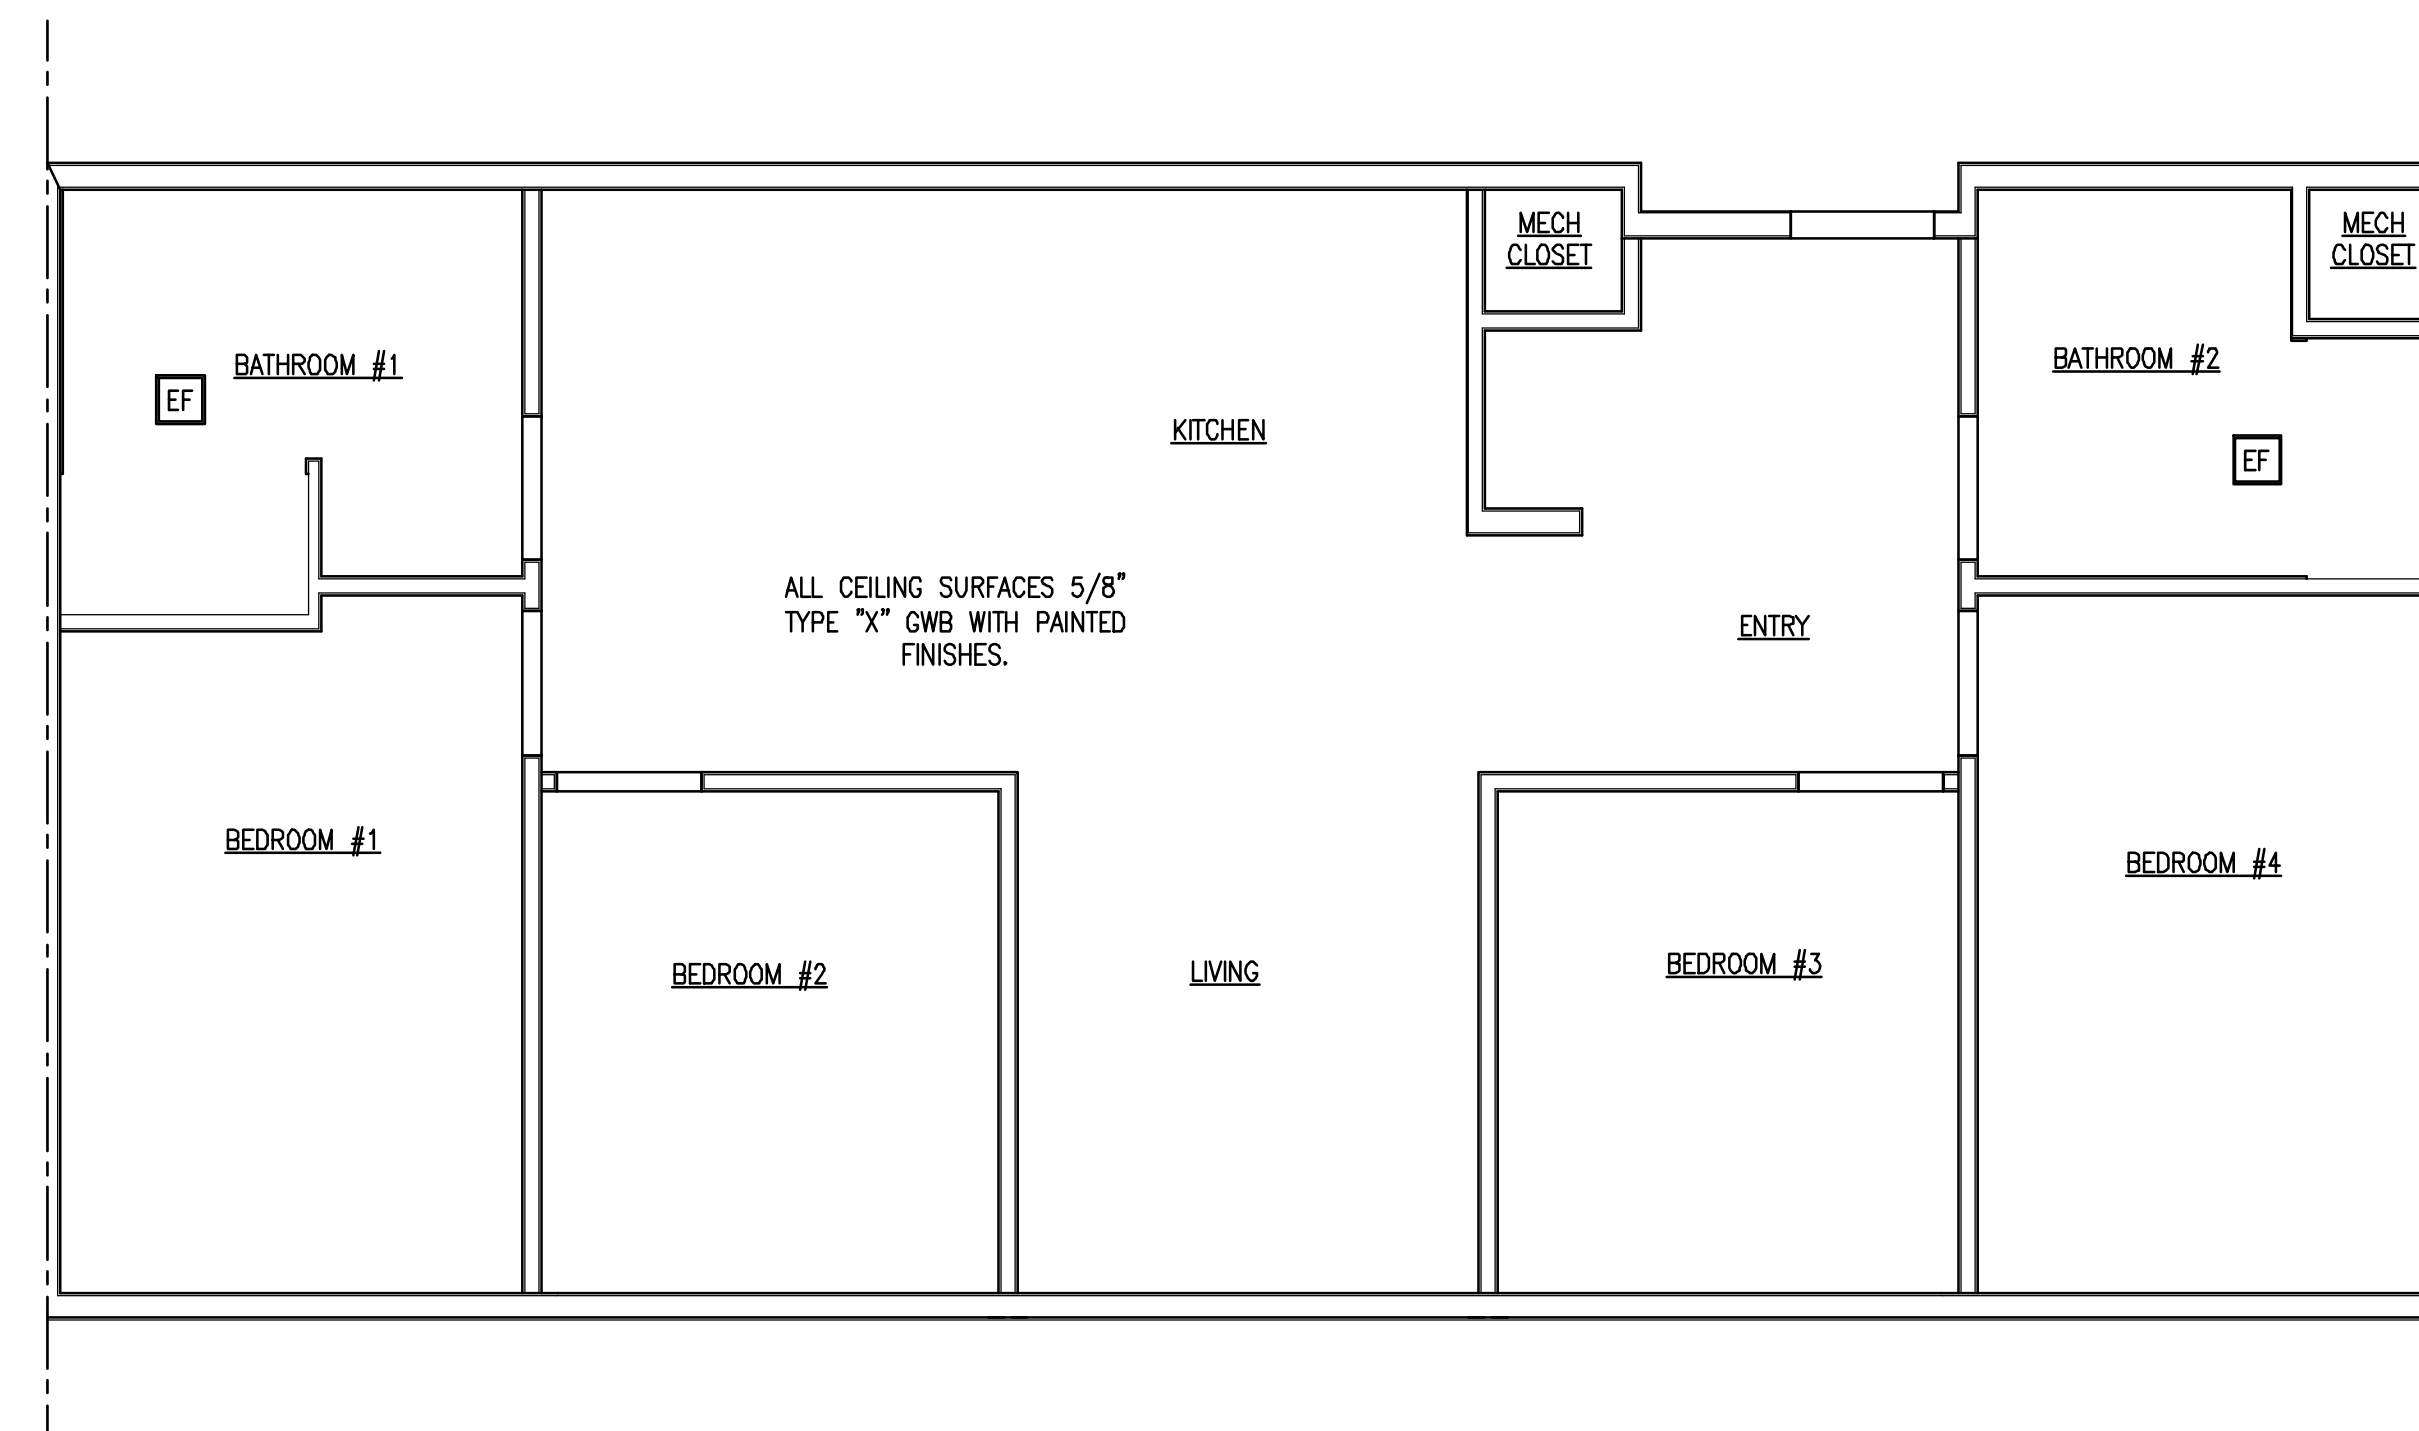 MECH
CLOSET
MECH
CLOSET
BATHROOM #1
EF
BATHROOM #2
KITCHEN
EF
ALL CEILING SURFACES 5/8"
TYPE "X" GWB WITH PAINTED
FINISHES.
ENTRY
BEDROOM #1
BEDROOM #4
BEDROOM #2
LIVING
BEDROOM #3